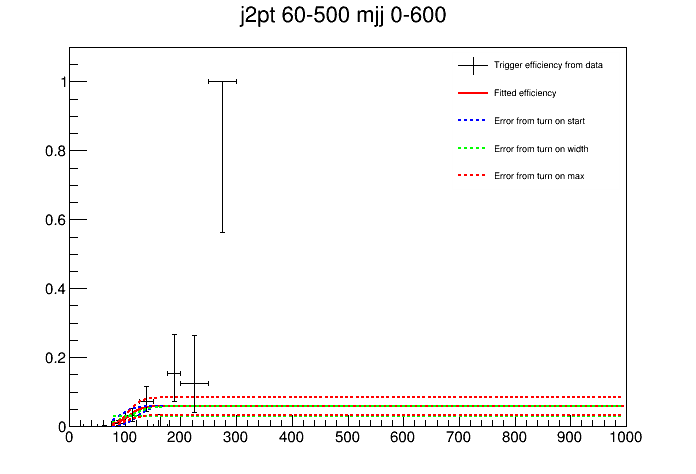 j2pt 60-500 mjj 0-600
Trigger efficiency from data
Fitted efficiency
Error from turn on start
Error from turn on width
Error from turn on max
1
0.8
0.6
0.4
0.2
0
0 100 200 300 400 500 600 700 800 900 1000